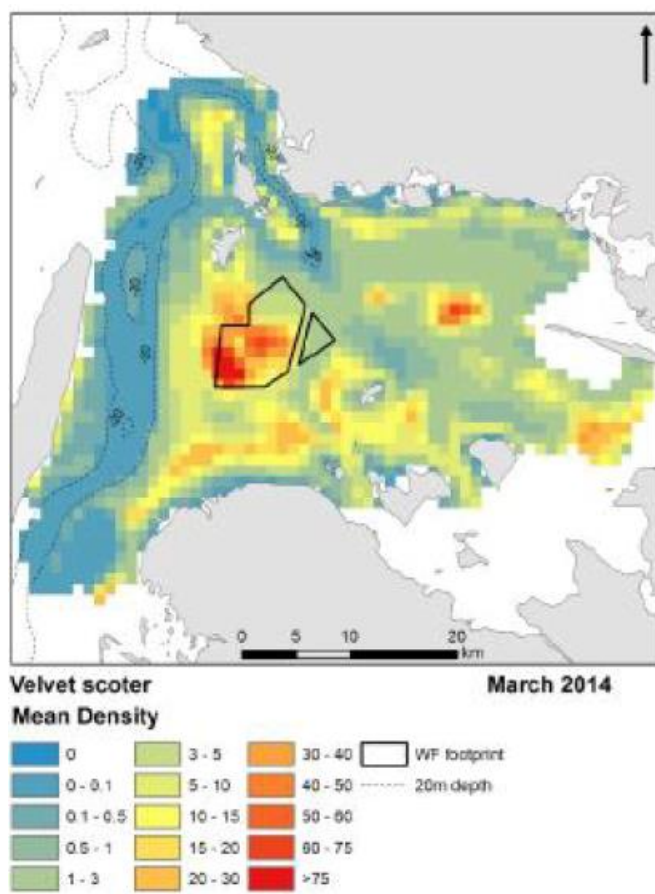 0 5 10 20
km
Velvet scoter March 2014
Mean Density
0 3 - 5 30 - 40 WF footprint
0 - 0.1 5 - 10 40 - 50 20m depth
0.1 - 0.5 10 - 15 50 - 60
0.5 - 1 15 - 20 60 - 75
1 - 3 20 - 30 >75